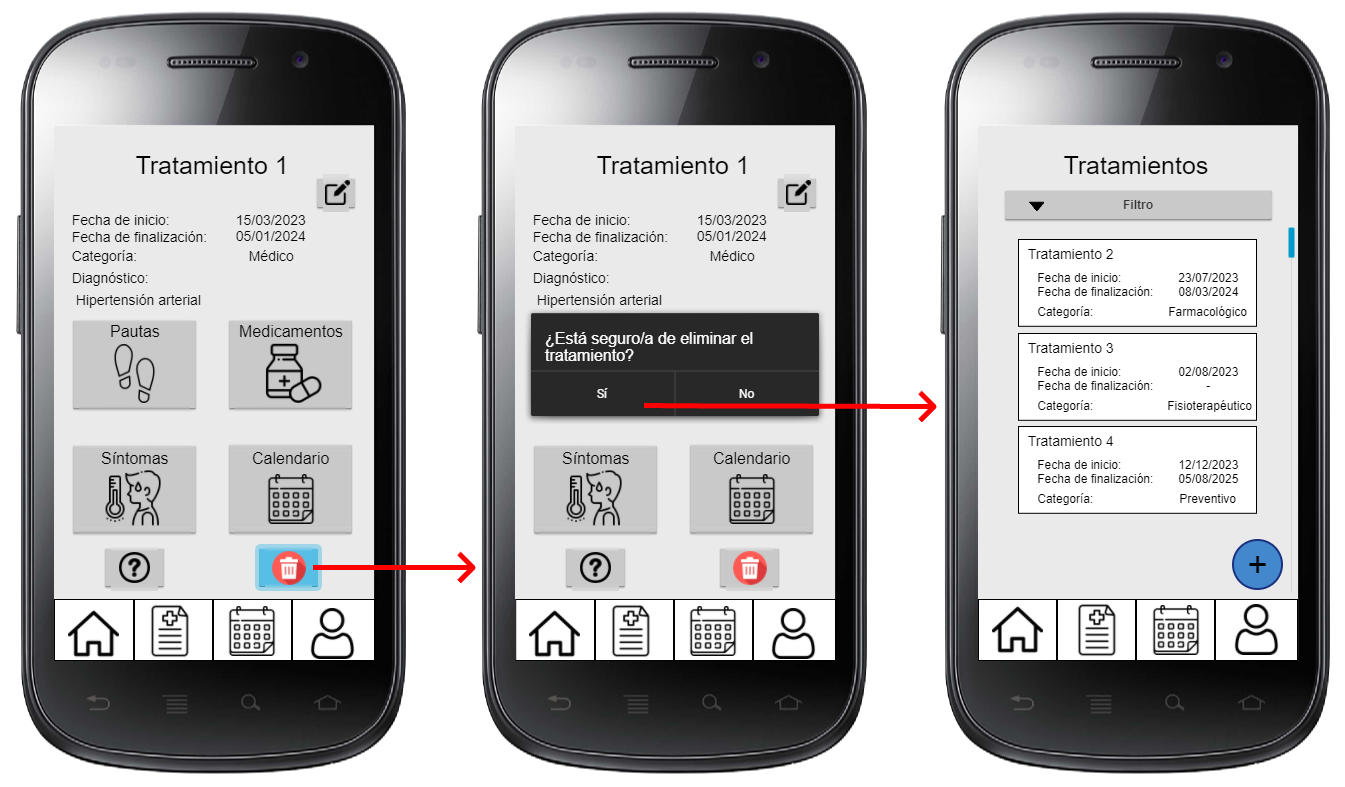 Tratamiento 1
Fecha de inicio: 15/03/2023
Fecha de finalización: 05/01/2024
Categoría: Médico
Diagnóstico:
Hipertensión arterial
Pautas Medicamentos
Síntomas Calendario
?
Tratamiento 1
Fecha de inicio: 15/03/2023
Fecha de finalización: 05/01/2024
Categoría: Médico
Diagnóstico:
Hipertensión arterial
¿Está seguro/a de eliminar el
tratamiento?
Sí No
Síntomas Calendario
?
Tratamientos
Filtro
Tratamiento 2
Fecha de inicio: 23/07/2023
Fecha de finalización: 08/03/2024
Categoría: Farmacológico
Tratamiento 3
Fecha de inicio: 02/08/2023
Fecha de finalización: -
Categoría: Fisioterapéutico
Tratamiento 4
Fecha de inicio: 12/12/2023
Fecha de finalización: 05/08/2025
Categoría: Preventivo
+